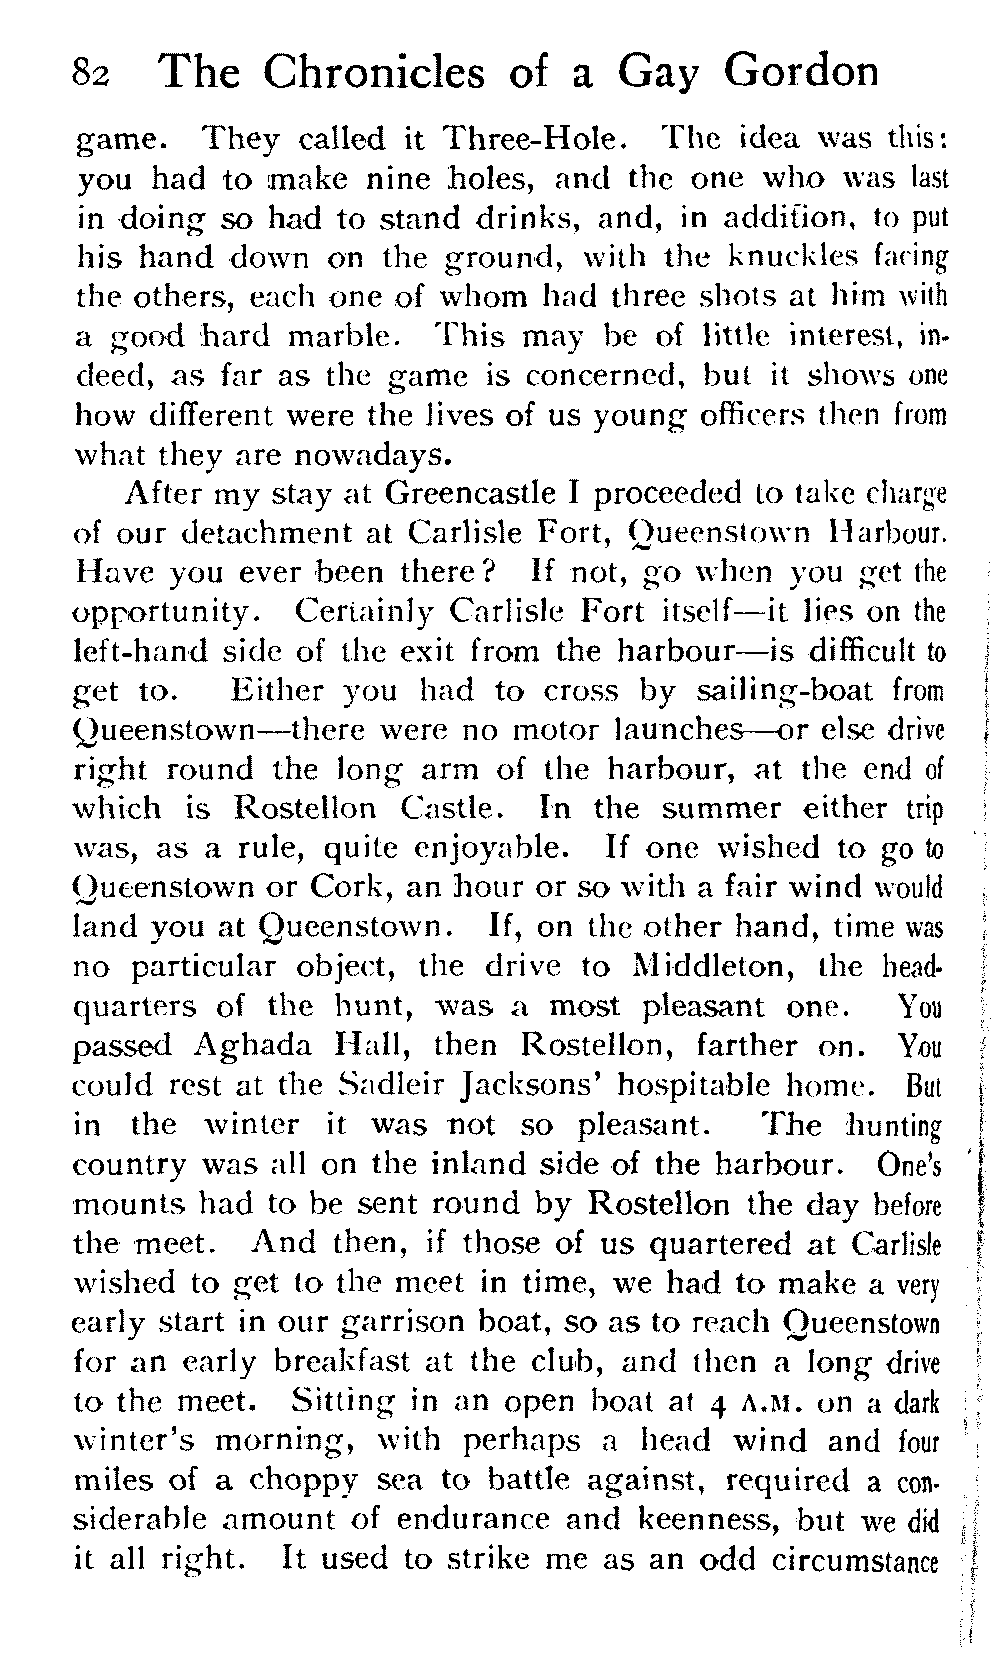 82 The Chronicles of a Gay Gordon
game. They called it Three-Hole. The idea was this:
you had to make nine holes, and the one who was last
in doing so had to stand drinks, and, in addition, to put
his hand down on the ground, with the knuckles facing
the others, each one of whom had three shots at him with
a good hard marble. This may be of little interest, in-
deed, as far as the game is concerned, but it shows one
how different were the lives of us young officers then from
what they are nowadays.
After my stay at Greencastle I proceeded to take charge
of our detachment at Carlisle Fort, Queenstown Harbour.
Have you ever been there? If not, go when you get the
opportunity. Certainly Carlisle Fort itself—it lies on the
left-hand side of the exit from the harbour—is difficult to
get to. Either you had to cross by sailing-boat from
Queenstown—there were no motor launches—or else drive
right round the long arm of the harbour, at the end of
which is Rostellon Castle. In the summer either trip
was, as a rule, quite enjoyable. If one wished to go to
Queenstown or Cork, an hour or so with a fair wind would
land you at Queenstown. If, on the other hand, time was
no particular object, the drive to Middleton, the head-
quarters of the hunt, was a most pleasant one. You
passed Aghada Hall, then Rostellon, farther on. You
could rest at the Sadleir Jacksons' hospitable home. But
in the winter it was not so pleasant. The hunting
country was all on the inland side of the harbour. One's
mounts had to be sent round by Rostellon the day before
the meet. And then, if those of us quartered at Carlisle
wished to get to the meet in time, we had to make a very
early start in our garrison boat, so as to reach Queenstown
for an early breakfast at the club, and then a long drive
to the meet. Sitting in an open boat at 4 A.M. on a dark
winter's morning, with perhaps a head wind and four
miles of a choppy sea to battle against, required a con-
siderable amount of endurance and keenness, but we did
it all right. It used to strike me as an odd circumstance